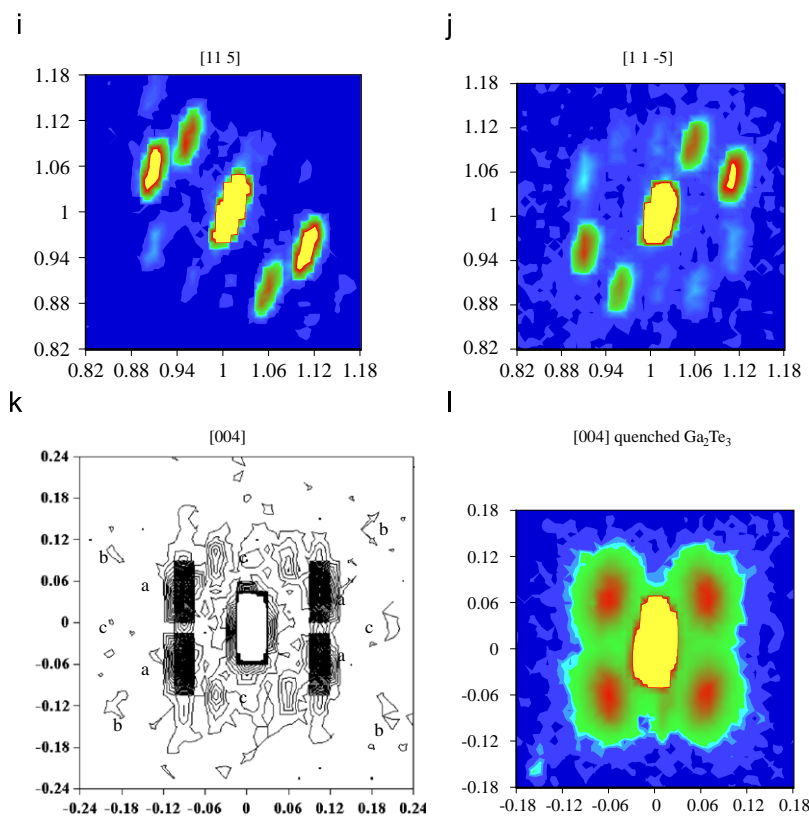 i
[11 5]
1.18
1.12
1.06
1
0.94
0.88
0.82
0.82 0.88 0.94 1 1.06 1.12 1.18
j
[1 1 -5]
1.18
1.12
1.06
1
0.94
0.88
0.82
0.82 0.88 0.94 1 1.06 1.12 1.18
k
[004]
0.24
0.18
0.12
0.06
0
-0.06
-0.12
-0.18
-0.24
b
b
c
a
a
c
c
a
a
c
b
b
-0.24 -0.18 -0.12 -0.06 0 0.06 0.12 0.18 0.24
l
[004] quenched Ga₂Te₃
0.18
0.12
0.06
0
-0.06
-0.12
-0.18
-0.18 -0.12 -0.06 0 0.06 0.12 0.18